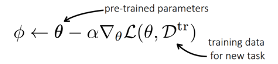 pre-trained parameters
ϕ ← θ − α∇θℒ(θ, 𝒟ᵗʳ)
training data
for new task